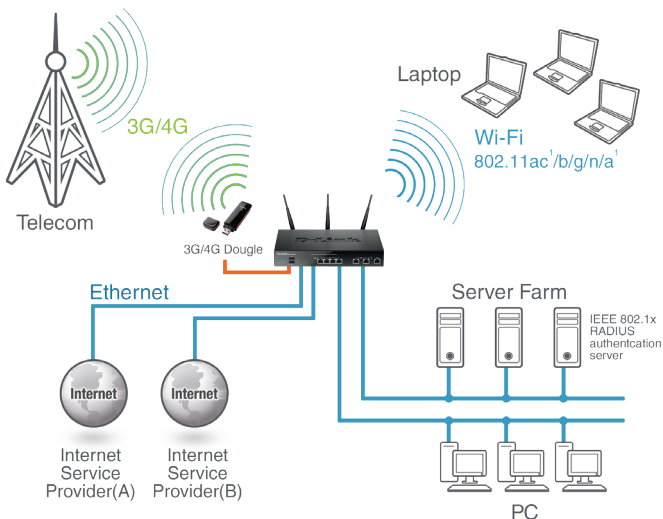 Laptop
3G/4G
Wi-Fi
802.11ac¹/b/g/n/a¹
Telecom
3G/4G Dougle
D-Link
Ethernet
Server Farm
IEEE 802.1x
RADIUS
authentcation
server
Internet
Internet
Internet
Service
Provider(A)
Internet
Service
Provider(B)
PC